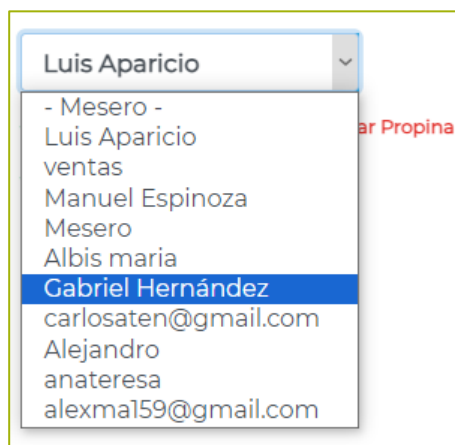 Luis Aparicio
- Mesero -
Luis Aparicio
ar Propina
ventas
Manuel Espinoza
Mesero
Albis maria
Gabriel Hernández
carlosaten@gmail.com
Alejandro
anateresa
alexma159@gmail.com